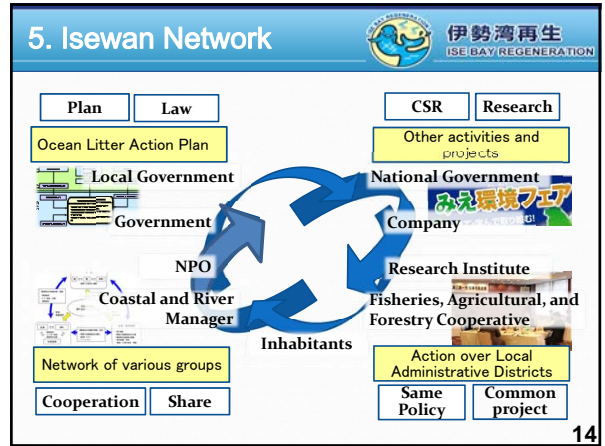 5. Isewan Network
伊勢湾再生
ISE BAY REGENERATION
Plan
Law
CSR
Research
Ocean Litter Action Plan
Other activities and
projects
Local Government
National Government
みえ環境フェア
Government
Company
NPO
Research Institute
Coastal and River
Manager
Fisheries, Agricultural, and
Forestry Cooperative
Inhabitants
Network of various groups
Action over Local
Administrative Districts
Cooperation
Share
Same
Policy
Common
project
14